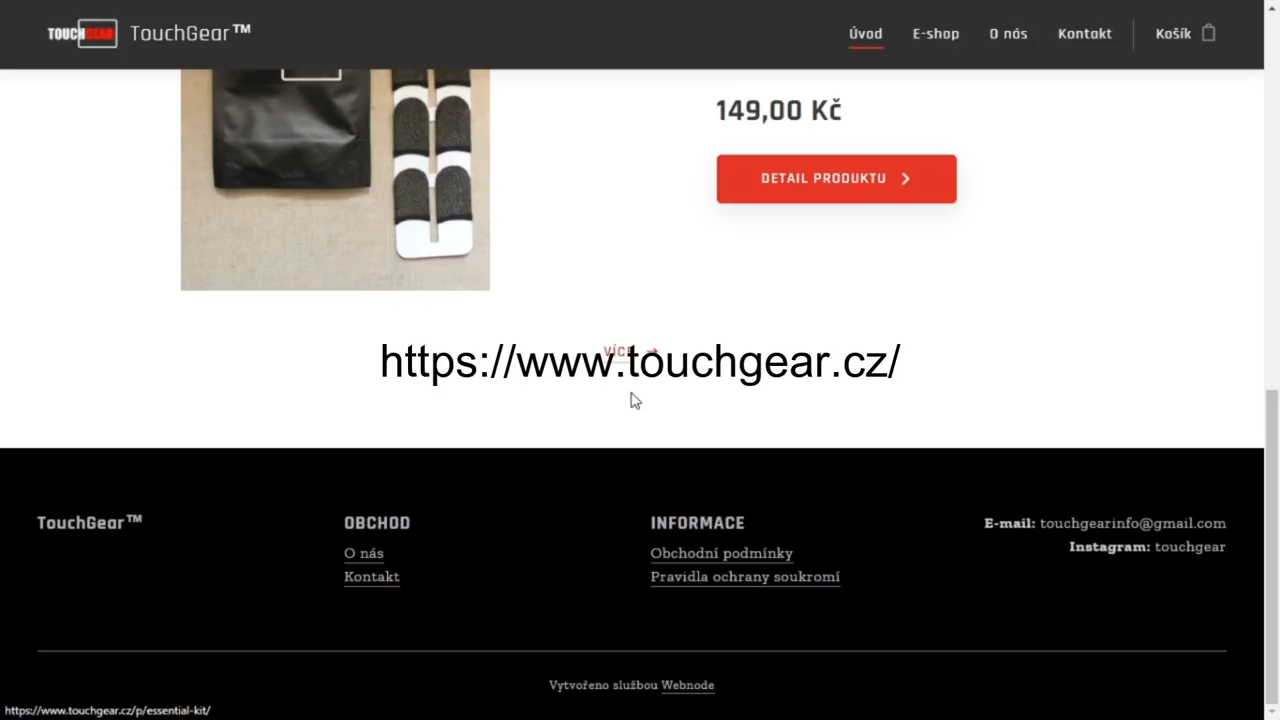 TOUCHGEAR TouchGear™ Úvod E-shop O nás Kontakt Košík
149,00 Kč
DETAIL PRODUKTU
VÍCE →
https://www.touchgear.cz/
TouchGear™
OBCHOD
O nás
Kontakt
INFORMACE
Obchodní podmínky
Pravidla ochrany soukromí
E-mail: touchgearinfo@gmail.com
Instagram: touchgear
Vytvořeno službou Webnode
https://www.touchgear.cz/p/essential-kit/